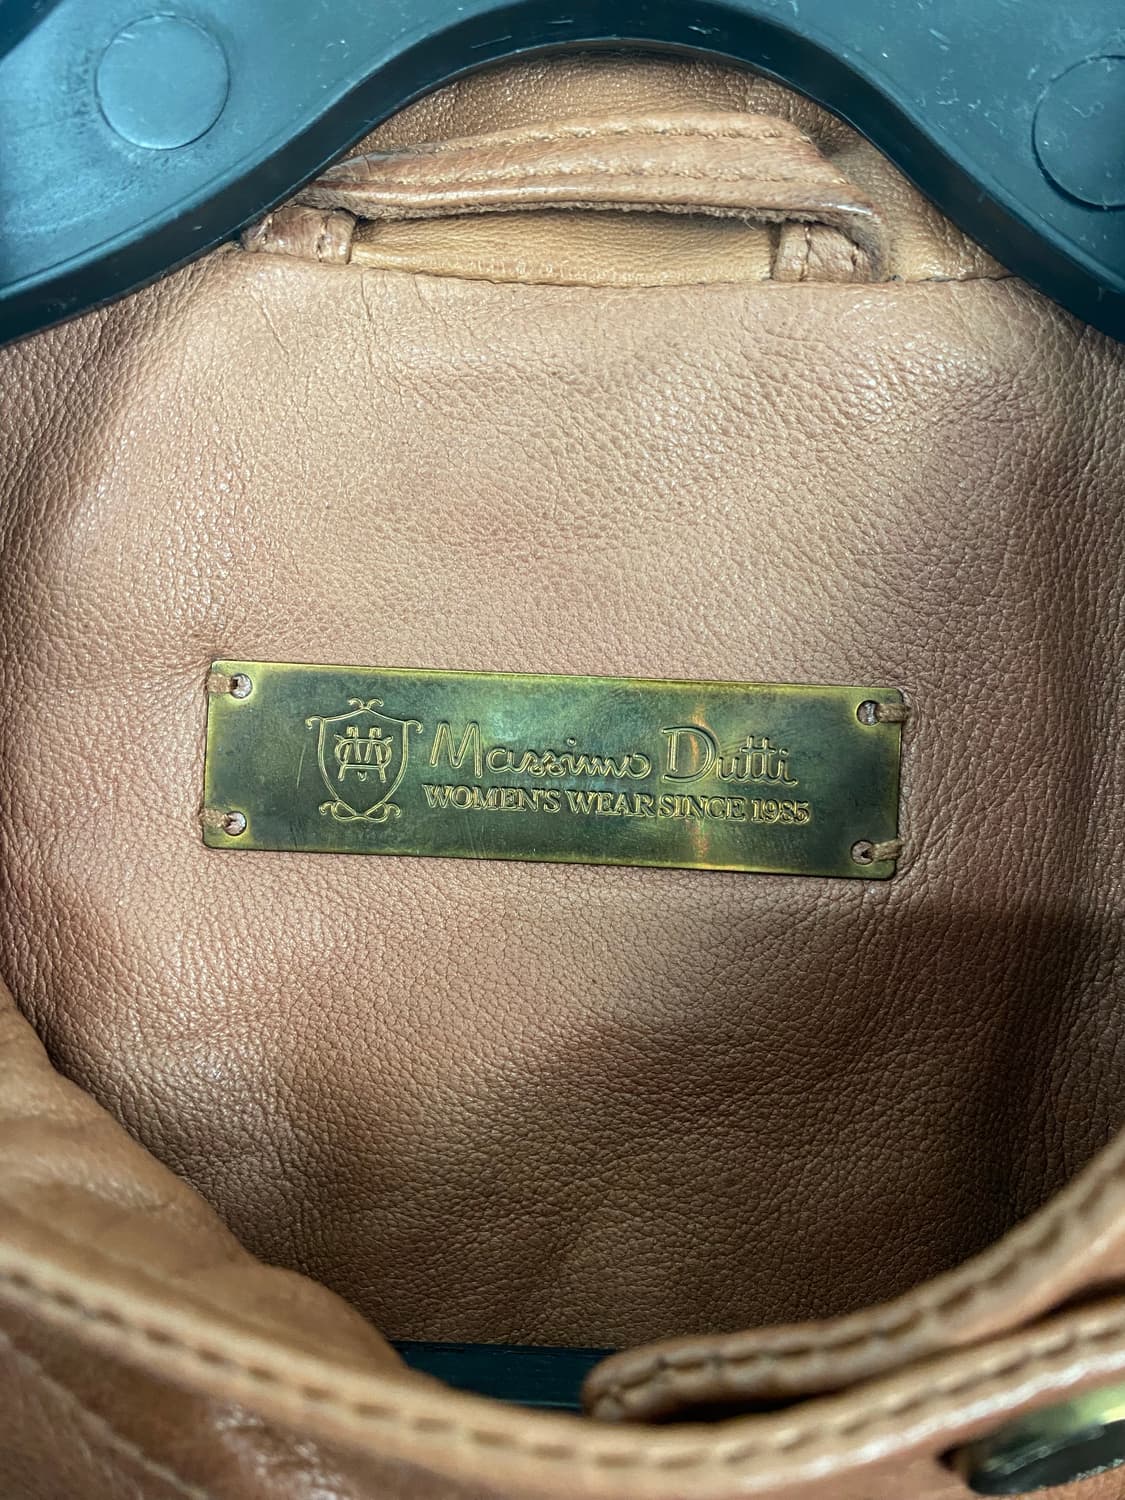 Massimo Dutti
WOMEN'S WEAR SINCE 1985